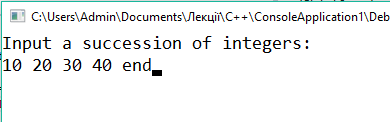 C:\Users\Admin\Documents\Лекції\C++\ConsoleApplication1\Deb
Input a succession of integers:
10 20 30 40 end